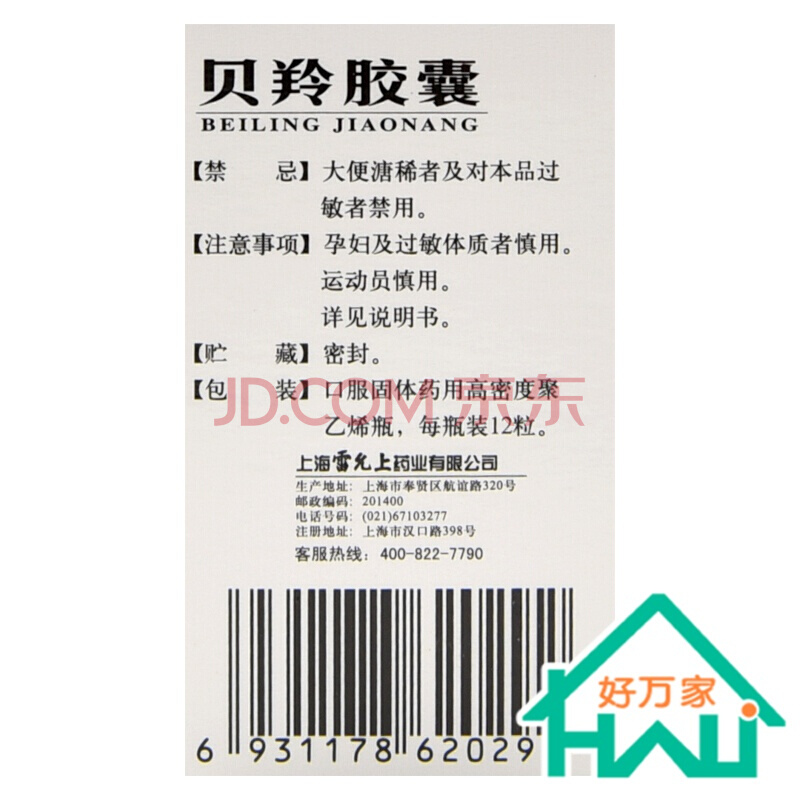 贝羚胶囊
BEILING JIAONANG
【禁 忌】大便溏稀者及对本品过
敏者禁用。
【注意事项】孕妇及过敏体质者慎用。
运动员慎用。
详见说明书。
【贮 藏】密封。
【包 装】口服固体药用高密度聚
乙烯瓶，每瓶装12粒。
JD.COM 京东
上海雷允上药业有限公司
生产地址：上海市奉贤区航谊路320号
邮政编码：201400
电话号码：(021)67103277
注册地址：上海市汉口路398号
客服热线：400-822-7790
6 931178 62029
好万家